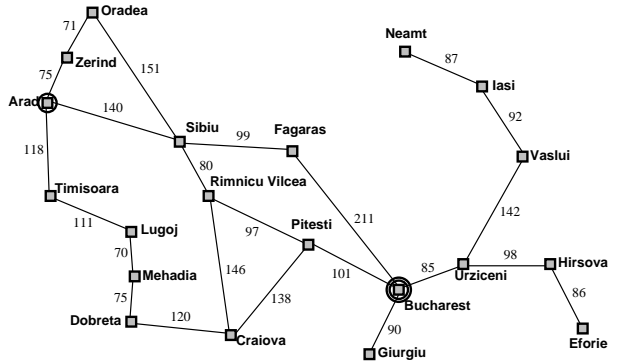 Oradea
71
Neamt
Zerind
87
75
151
Iasi
Arad
140
92
Sibiu
99
Fagaras
118
Vaslui
80
Timisoara
Rimnicu Vilcea
111
211
142
Lugoj
97
Pitesti
70
98
Hirsova
146
85
Mehadia
101
Urziceni
138
86
75
Bucharest
120
90
Dobreta
Craiova
Eforie
Giurgiu